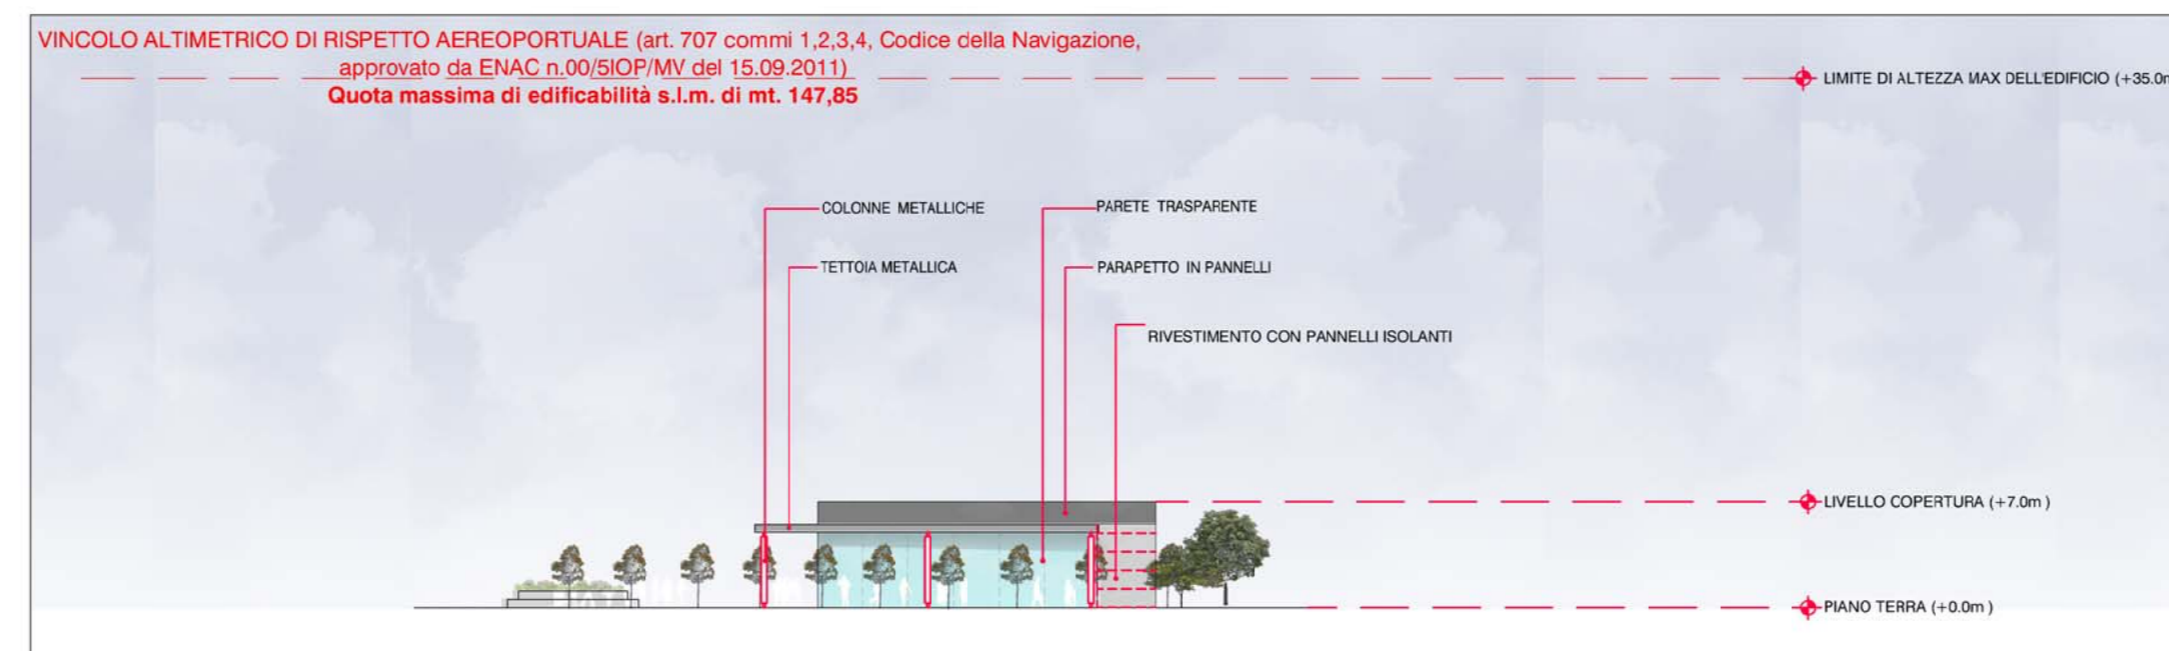 VINCOLO ALTIMETRICO DI RISPETTO AEREOPORTUALE (art. 707 commi 1,2,3,4, Codice della Navigazione,
approvato da ENAC n.00/5IOP/MV del 15.09.2011)
Quota massima di edificabilità s.l.m. di mt. 147,85
LIMITE DI ALTEZZA MAX DELL'EDIFICIO (+35.0m
COLONNE METALLICHE
PARETE TRASPARENTE
TETTOIA METALLICA
PARAPETTO IN PANNELLI
RIVESTIMENTO CON PANNELLI ISOLANTI
LIVELLO COPERTURA (+7.0m )
PIANO TERRA (+0.0m )